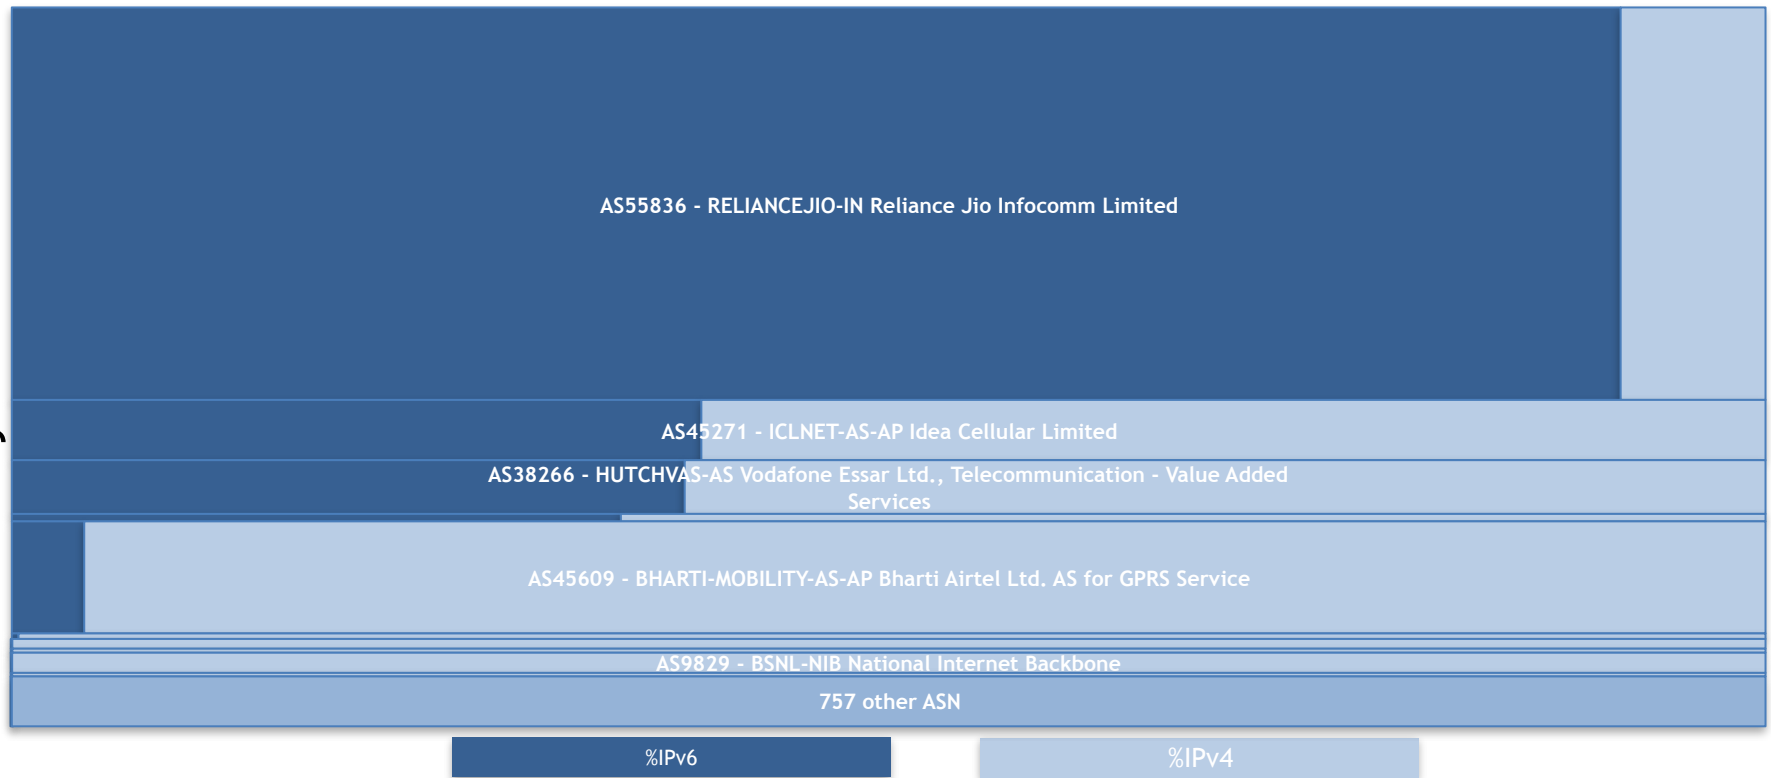 AS55836 - RELIANCEJIO-IN Reliance Jio Infocomm Limited
AS45271 - ICLNET-AS-AP Idea Cellular Limited
AS38266 - HUTCHVAS-AS Vodafone Essar Ltd., Telecommunication - Value Added
Services
AS45609 - BHARTI-MOBILITY-AS-AP Bharti Airtel Ltd. AS for GPRS Service
AS9829 - BSNL-NIB National Internet Backbone
757 other ASN
%IPv6
%IPv4